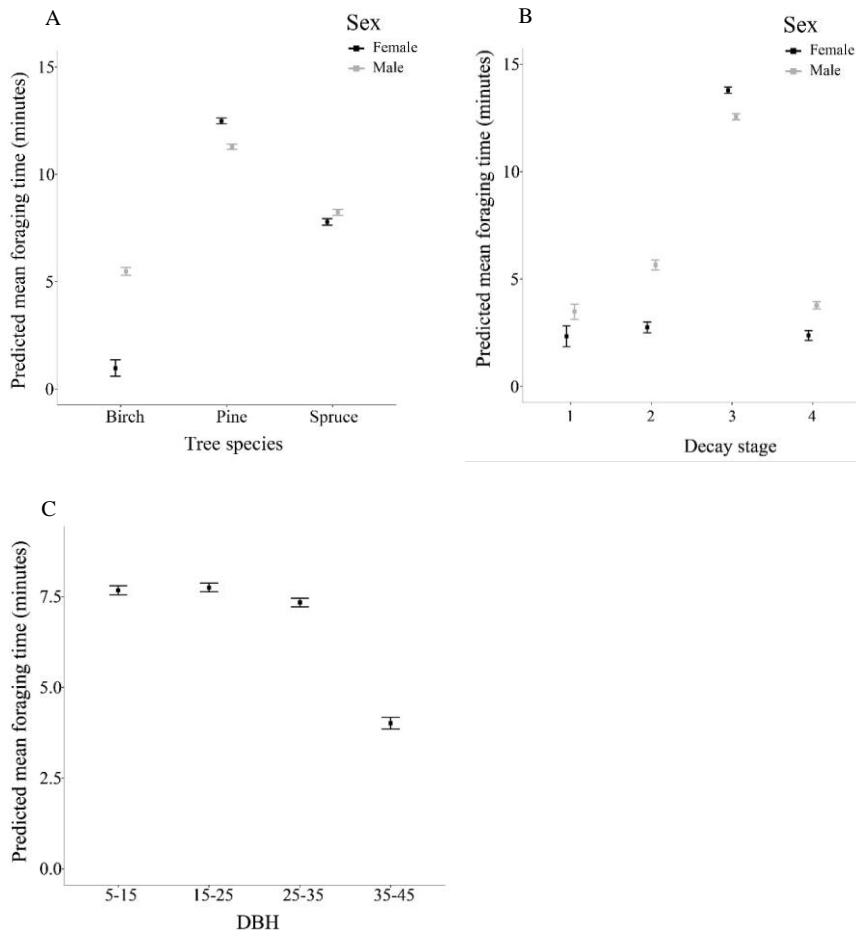 A
Sex
Female
Male
Predicted mean foraging time (minutes)
15
10
5
0
Birch Pine Spruce
Tree species
B
Sex
Female
Male
Predicted mean foraging time (minutes)
15
10
5
0
1 2 3 4
Decay stage
C
Predicted mean foraging time (minutes)
7.5
5.0
2.5
0.0
5-15 15-25 25-35 35-45
DBH